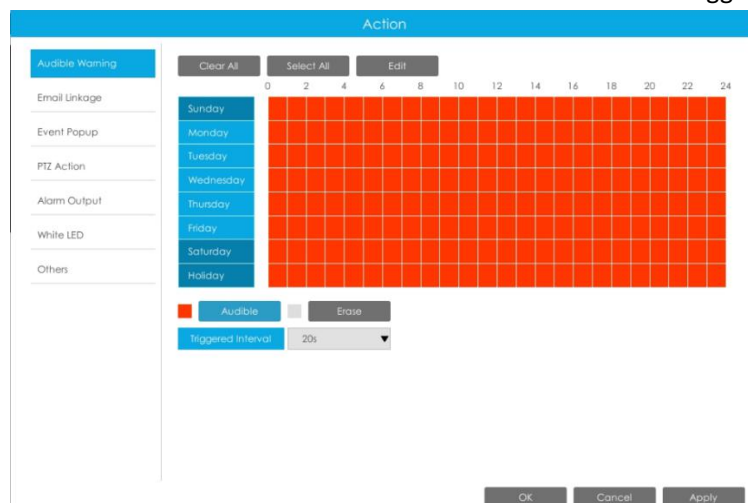 Action
Audible Warning
Email Linkage
Event Popup
PTZ Action
Alarm Output
White LED
Others
Clear All Select All Edit
0 2 4 6 8 10 12 14 16 18 20 22 24
Sunday
Monday
Tuesday
Wednesday
Thursday
Friday
Saturday
Holiday
Audible Erase
Triggered Interval 20s
OK Cancel Apply